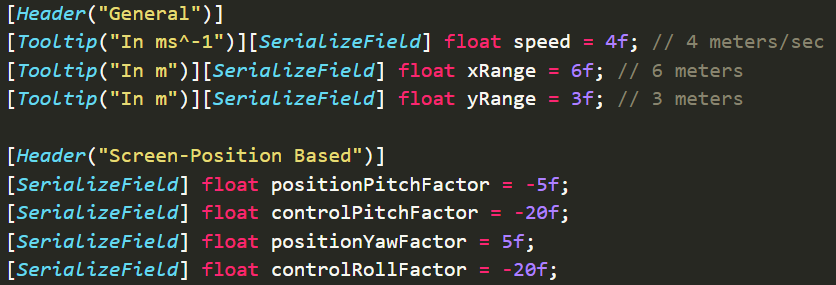 [Header("General")]
[Tooltip("In ms^-1")][SerializeField] float speed = 4f; // 4 meters/sec
[Tooltip("In m")][SerializeField] float xRange = 6f; // 6 meters
[Tooltip("In m")][SerializeField] float yRange = 3f; // 3 meters
[Header("Screen-Position Based")]
[SerializeField] float positionPitchFactor = -5f;
[SerializeField] float controlPitchFactor = -20f;
[SerializeField] float positionYawFactor = 5f;
[SerializeField] float controlRollFactor = -20f;